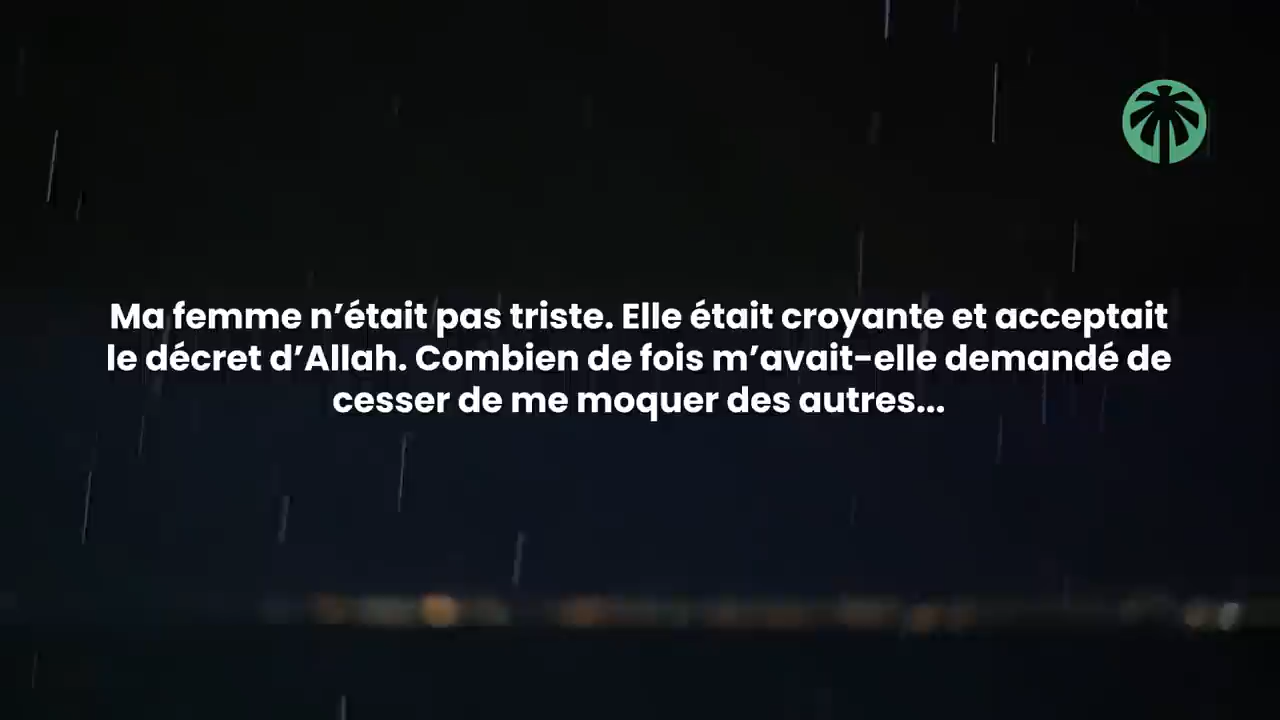 Ma femme n’était pas triste. Elle était croyante et acceptait
le décret d’Allah. Combien de fois m’avait-elle demandé de
cesser de me moquer des autres...